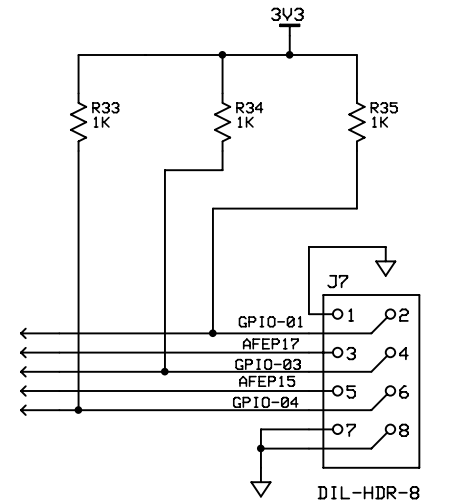 3V3
R33 R34 R35
1K 1K 1K
J7
1 2
GPIO-01
AFEP17
3 4
GPIO-03
AFEP15
5 6
GPIO-04
7 8
DIL-HDR-8